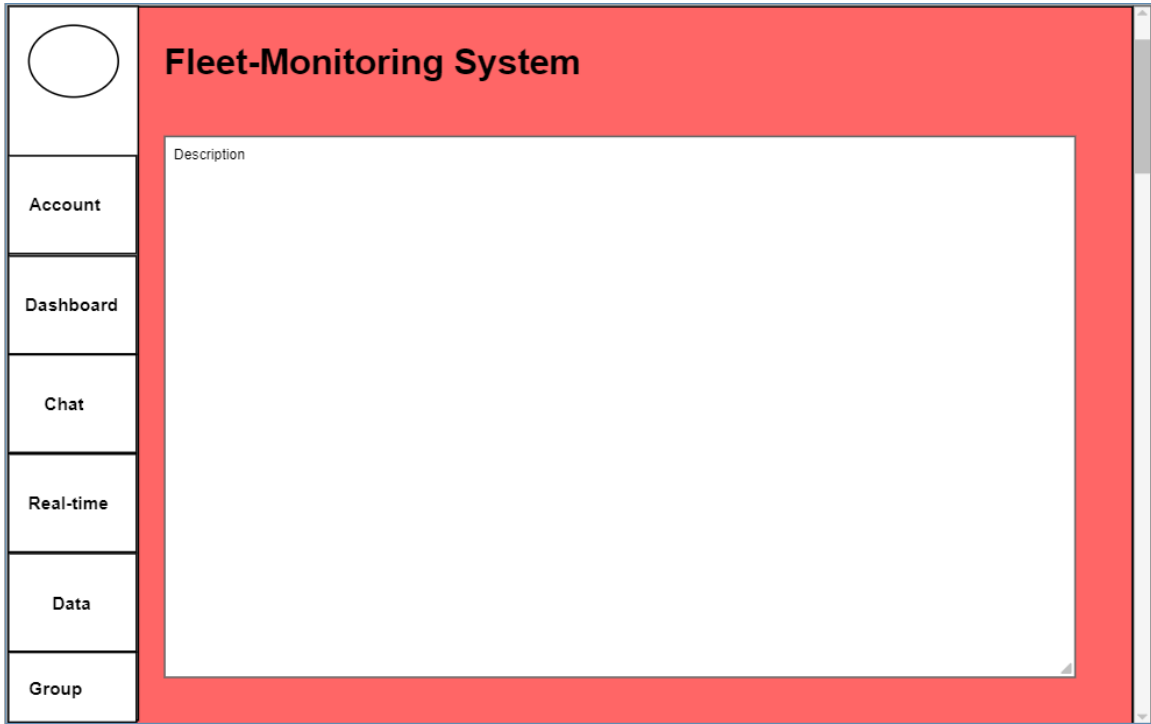 Fleet-Monitoring System
Description
Account
Dashboard
Chat
Real-time
Data
Group